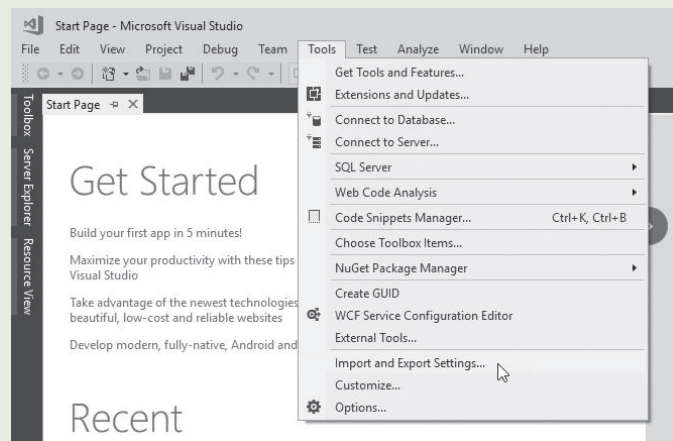 Start Page - Microsoft Visual Studio
File Edit View Project Debug Team Tools Test Analyze Window Help
Toolbox
Server Explorer
Resource View
Start Page
Get Started
Build your first app in 5 minutes!
Maximize your productivity with these tips
Visual Studio
Take advantage of the newest technologies
beautiful, low-cost and reliable websites
Develop modern, fully-native, Android and
Recent
Get Tools and Features...
Extensions and Updates...
Connect to Database...
Connect to Server...
SQL Server
Web Code Analysis
Code Snippets Manager... Ctrl+K, Ctrl+B
Choose Toolbox Items...
NuGet Package Manager
Create GUID
WCF Service Configuration Editor
External Tools...
Import and Export Settings...
Customize...
Options...